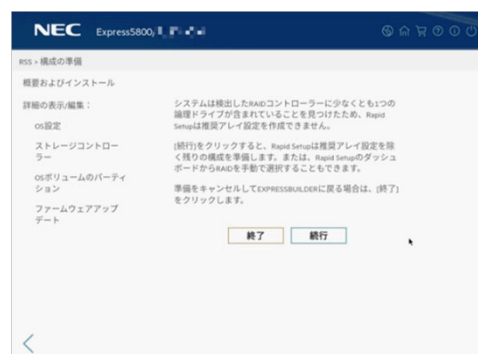 NEC Express5800/
RSS » 構成の準備
概要およびインストール
詳細の表示/編集：
OS設定
ストレージコントロー
ラー
OSボリュームのパーティ
ション
ファームウェアアップ
デート
システムは検出したRAIDコントローラーに少なくとも1つの
論理ドライブが含まれていることを見つけたため、Rapid
Setupは推奨アレイ設定を作成できません。
[続行]をクリックすると、Rapid Setupは推奨アレイ設定を除
く残りの構成を準備します。または、Rapid Setupのダッシュ
ボードからRAIDを手動で選択することもできます。
準備をキャンセルしてEXPRESSBUILDERに戻る場合は、[終了]
をクリックします。
終了 続行